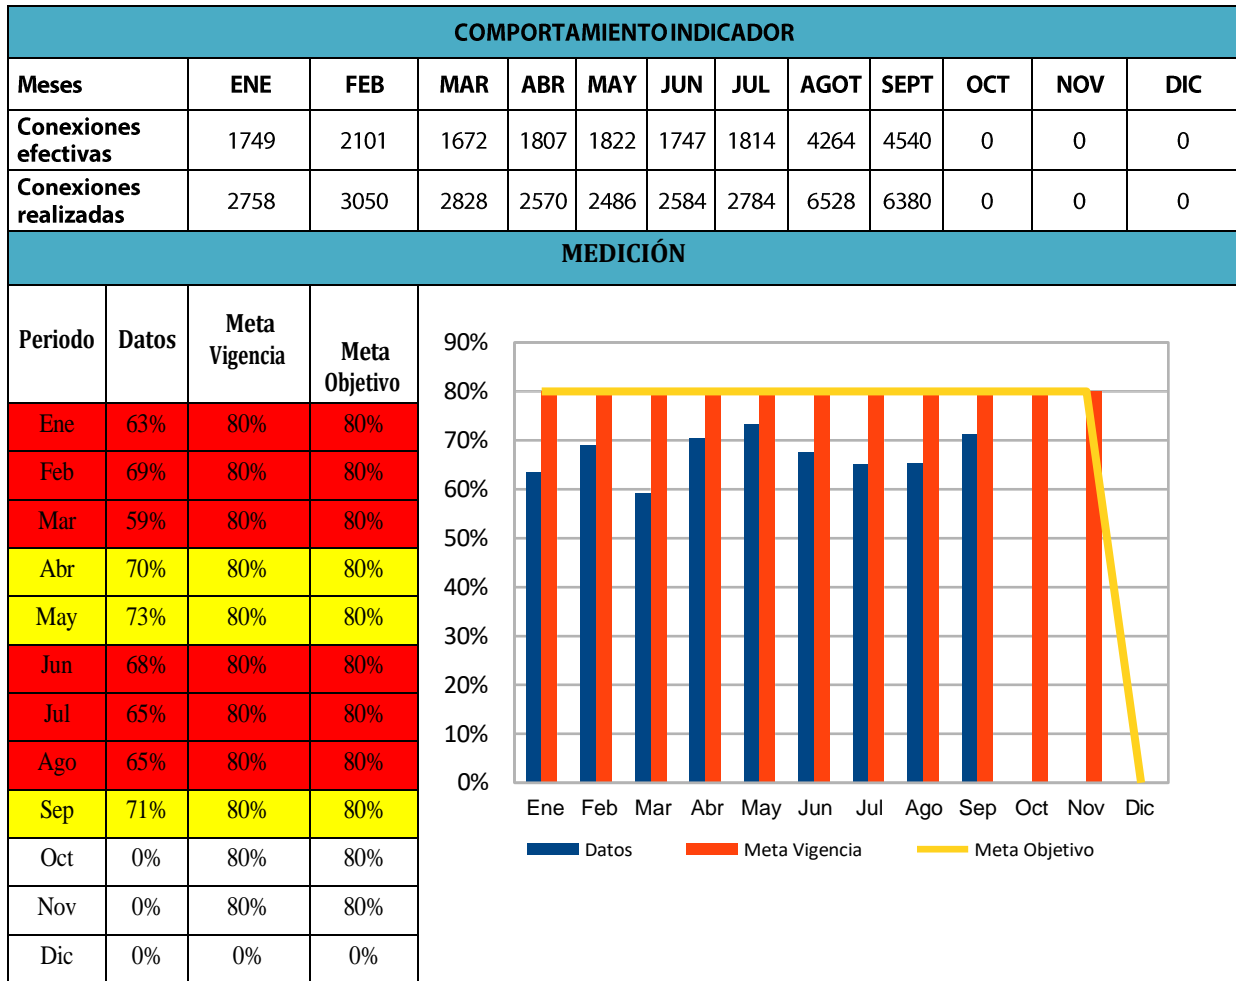 COMPORTAMIENTO INDICADOR
Meses ENE FEB MAR ABR MAY JUN JUL AGOT SEPT OCT NOV DIC
Conexiones
efectivas 1749 2101 1672 1807 1822 1747 1814 4264 4540 0 0 0
Conexiones
realizadas 2758 3050 2828 2570 2486 2584 2784 6528 6380 0 0 0
MEDICIÓN
Periodo Datos Meta
Vigencia Meta
Objetivo
Ene 63% 80% 80%
Feb 69% 80% 80%
Mar 59% 80% 80%
Abr 70% 80% 80%
May 73% 80% 80%
Jun 68% 80% 80%
Jul 65% 80% 80%
Ago 65% 80% 80%
Sep 71% 80% 80%
Oct 0% 80% 80%
Nov 0% 80% 80%
Dic 0% 0% 0%
90%
80%
70%
60%
50%
40%
30%
20%
10%
0%
Ene Feb Mar Abr May Jun Jul Ago Sep Oct Nov Dic
Datos Meta Vigencia Meta Objetivo